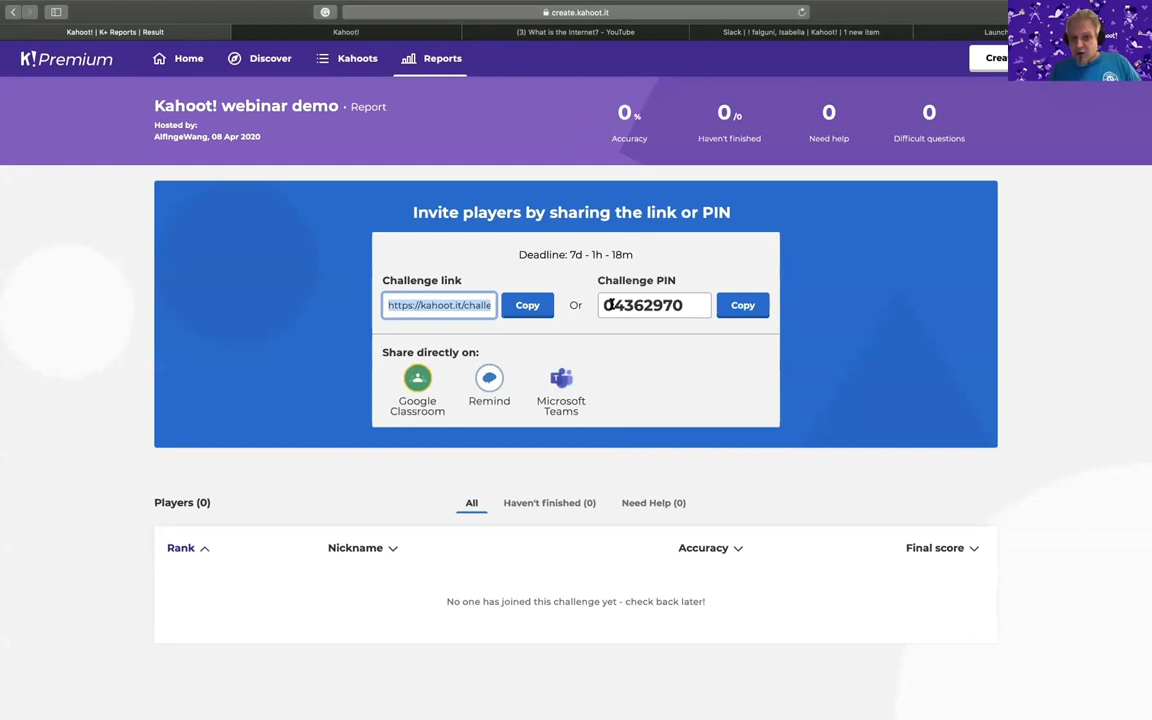 create.kahoot.it
Kahoot! | K+ Reports | Result
Kahoot!
(3) What is the Internet? - YouTube
Slack | ! falguni, Isabella | Kahoot! | 1 new item
Launch
K! Premium
Home
Discover
Kahoots
Reports
Crea
Kahoot! webinar demo · Report
Hosted by:
AlfIngeWang, 08 Apr 2020
0 %
Accuracy
0 /0
Haven't finished
0
Need help
0
Difficult questions
Invite players by sharing the link or PIN
Deadline: 7d - 1h - 18m
Challenge link
https://kahoot.it/challe
Copy
Or
Challenge PIN
04362970
Copy
Share directly on:
Google
Classroom
Remind
Microsoft
Teams
Players (0)
All
Haven't finished (0)
Need Help (0)
Rank
Nickname
Accuracy
Final score
No one has joined this challenge yet - check back later!